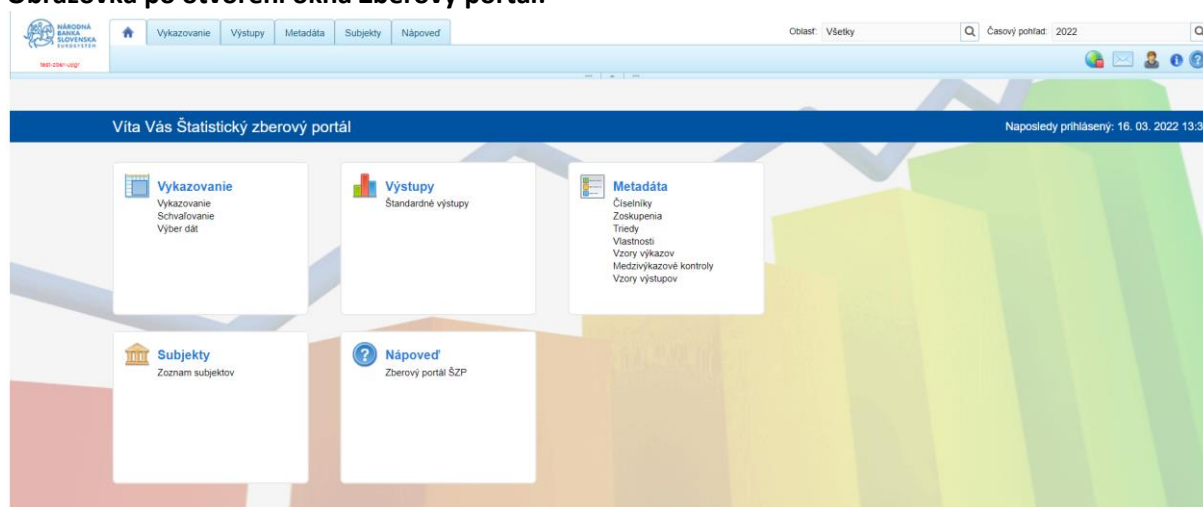 Obrazovka po otvorení okna Zberový portál:
NÁRODNÁ
BANKA
SLOVENSKA
EUROSYSTÉM
Vykazovanie
Výstupy
Metadáta
Subjekty
Nápoveď
Oblasť: Všetky
Časový pohľad: 2022
test-zber-upgr
Víta Vás Štatistický zberový portál
Naposledy prihlásený: 16. 03. 2022 13:3
Vykazovanie
Vykazovanie
Schvaľovanie
Výber dát
Výstupy
Štandardné výstupy
Metadáta
Číselníky
Zoskupenia
Triedy
Vlastnosti
Vzory výkazov
Medzivýkazové kontroly
Vzory výstupov
Subjekty
Zoznam subjektov
Nápoveď
Zberový portál ŠZP